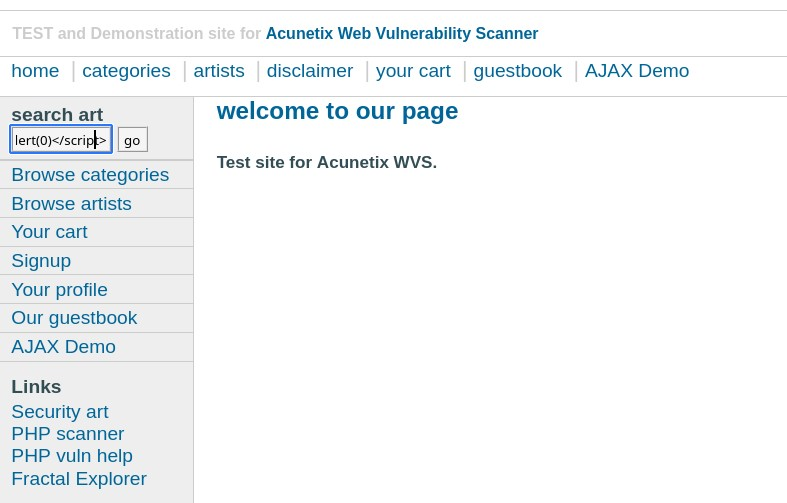 TEST and Demonstration site for Acunetix Web Vulnerability Scanner
home | categories | artists | disclaimer | your cart | guestbook | AJAX Demo
search art
lert(0)</script> go
welcome to our page
Test site for Acunetix WVS.
Browse categories
Browse artists
Your cart
Signup
Your profile
Our guestbook
AJAX Demo
Links
Security art
PHP scanner
PHP vuln help
Fractal Explorer